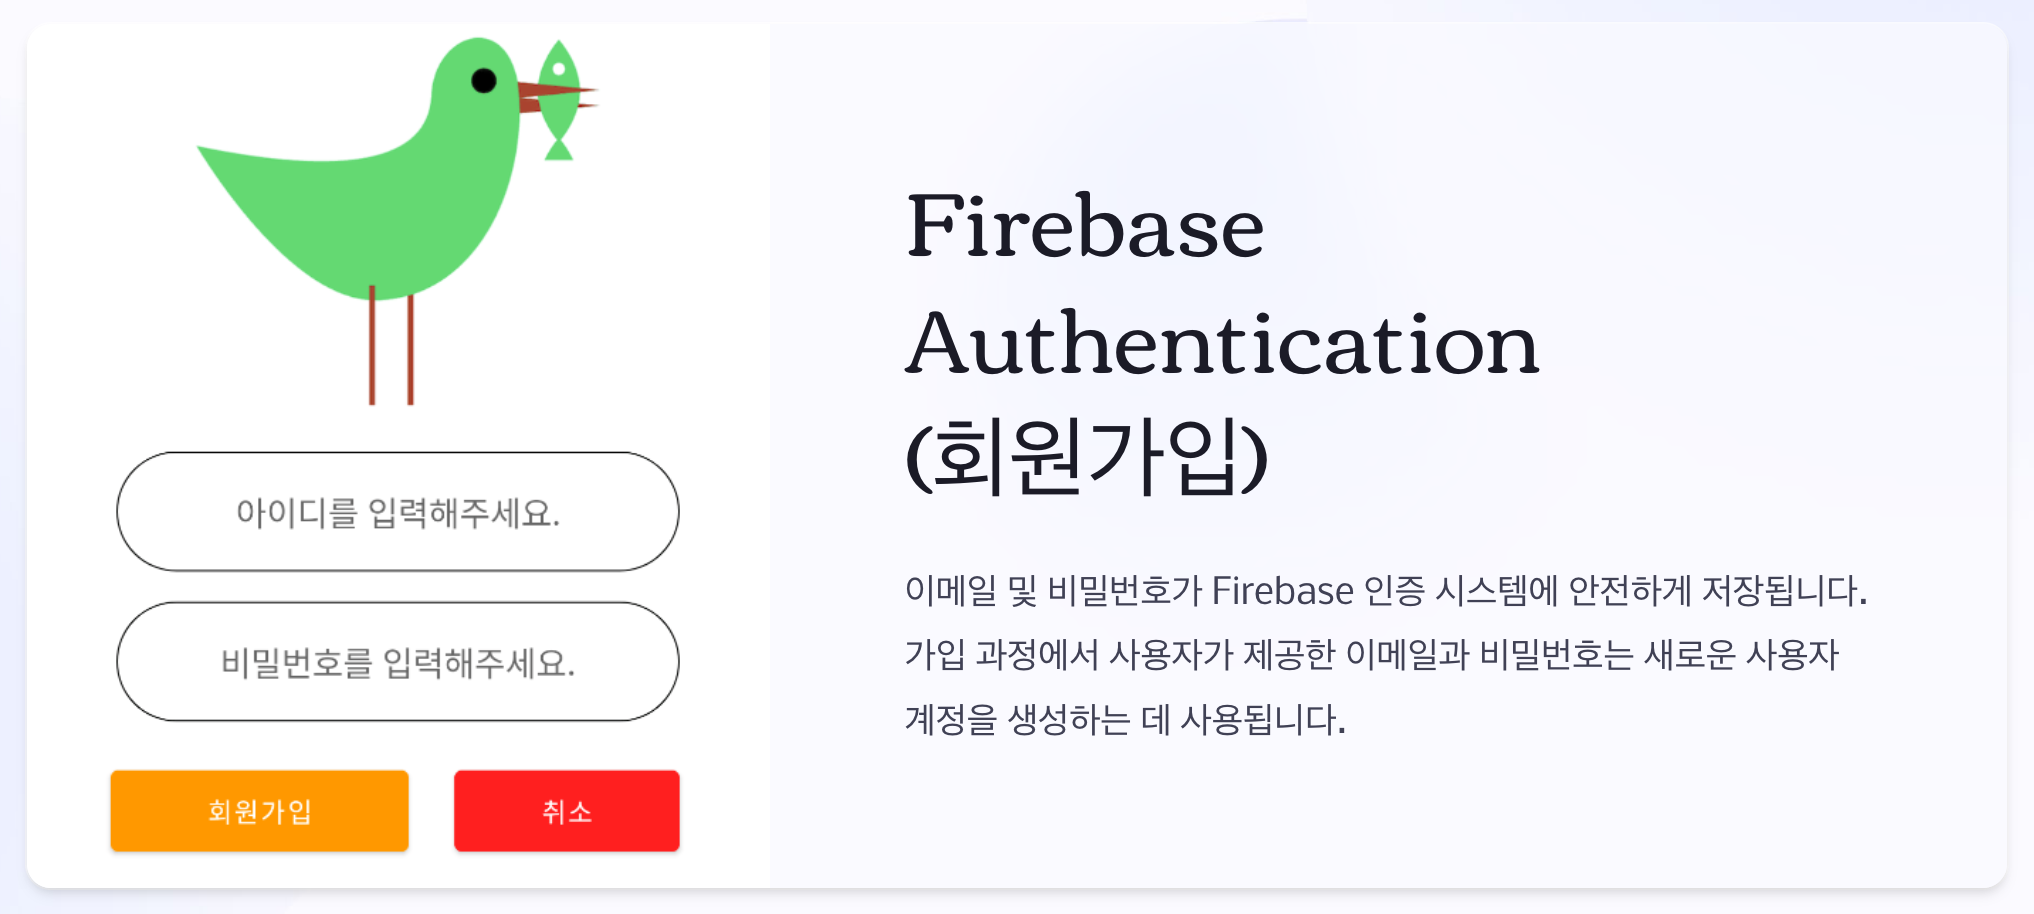 아이디를 입력해주세요.
비밀번호를 입력해주세요.
회원가입
취소
Firebase
Authentication
(회원가입)
이메일 및 비밀번호가 Firebase 인증 시스템에 안전하게 저장됩니다.
가입 과정에서 사용자가 제공한 이메일과 비밀번호는 새로운 사용자
계정을 생성하는 데 사용됩니다.